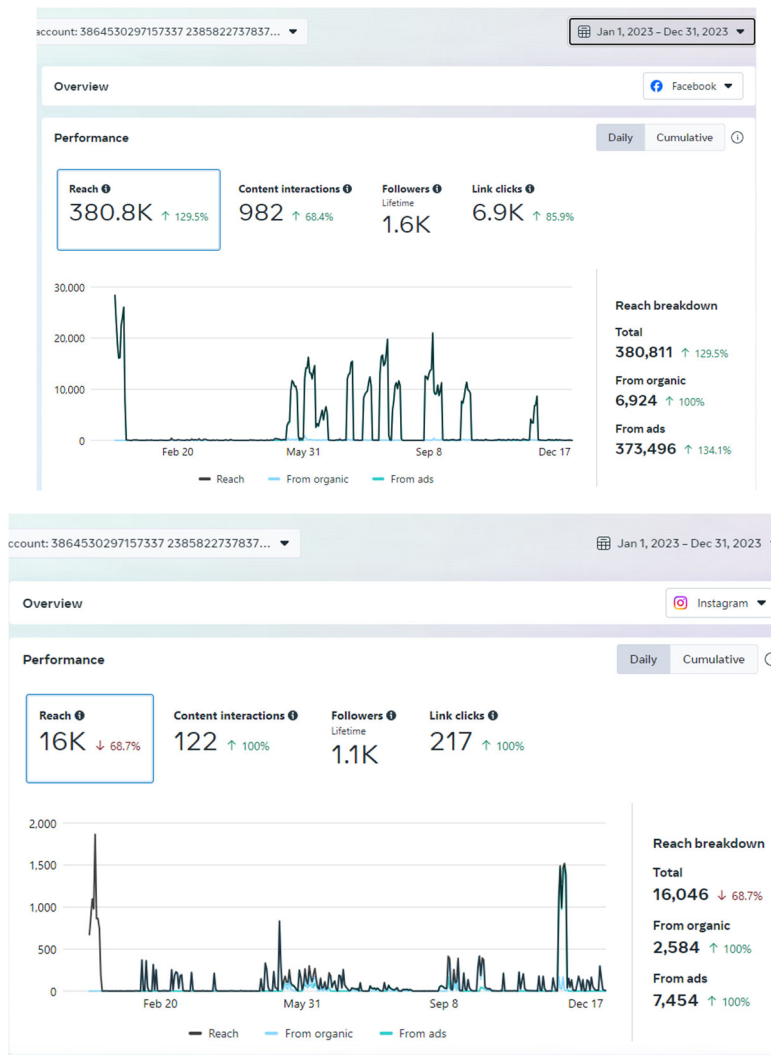 account: 3864530297157337 2385822737837... Jan 1, 2023 – Dec 31, 2023
Overview Facebook
Performance Daily Cumulative
Reach Content interactions Followers Link clicks
Lifetime
380.8K ↑ 129.5% 982 ↑ 68.4% 1.6K 6.9K ↑ 85.9%
30,000
20,000
10,000
0
Feb 20 May 31 Sep 8 Dec 17
Reach From organic From ads
Reach breakdown
Total
380,811 ↑ 129.5%
From organic
6,924 ↑ 100%
From ads
373,496 ↑ 134.1%
ccount: 3864530297157337 2385822737837... Jan 1, 2023 – Dec 31, 2023
Overview Instagram
Performance Daily Cumulative
Reach Content interactions Followers Link clicks
Lifetime
16K ↓ 68.7% 122 ↑ 100% 1.1K 217 ↑ 100%
2,000
1,500
1,000
500
0
Feb 20 May 31 Sep 8 Dec 17
Reach From organic From ads
Reach breakdown
Total
16,046 ↓ 68.7%
From organic
2,584 ↑ 100%
From ads
7,454 ↑ 100%